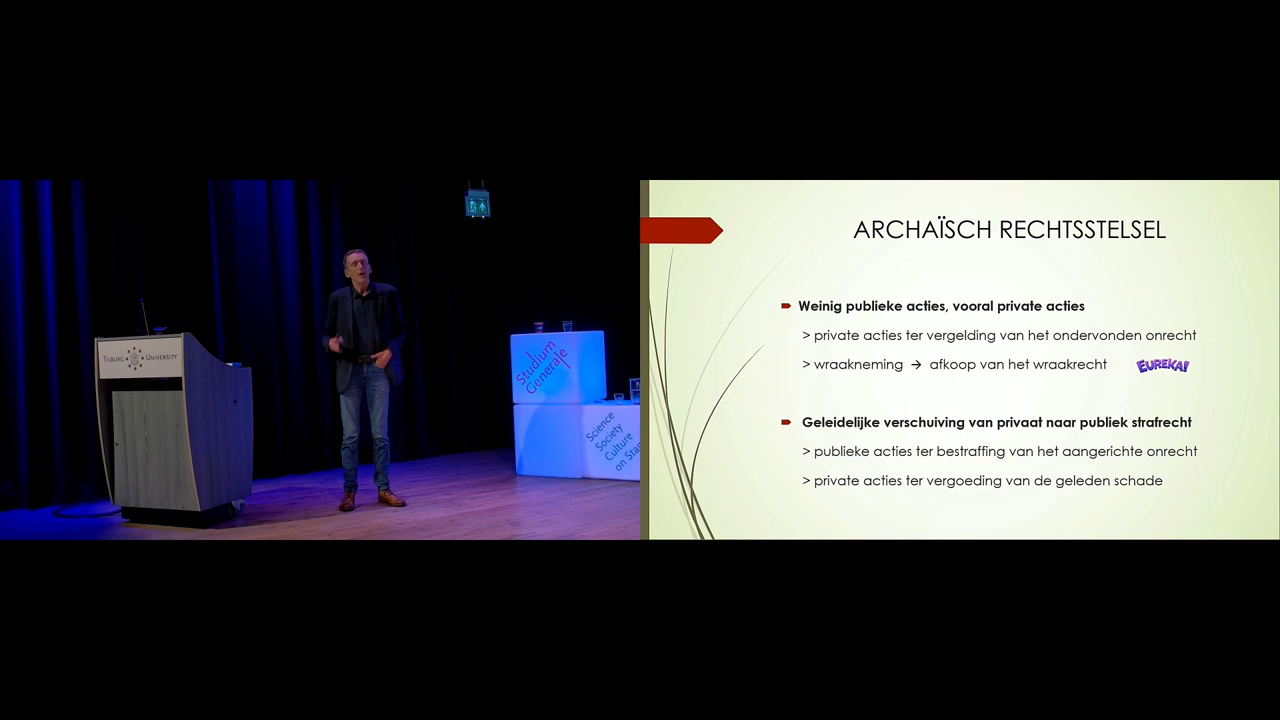 TILBURG UNIVERSITY
Studium
Generale
Science
Society
Culture
ARCHAÏSCH RECHTSSTELSEL
Weinig publieke acties, vooral private acties
> private acties ter vergelding van het ondervonden onrecht
> wraakneming → afkoop van het wraakrecht EUREKA!
Geleidelijke verschuiving van privaat naar publiek strafrecht
> publieke acties ter bestraffing van het aangerichte onrecht
> private acties ter vergoeding van de geleden schade